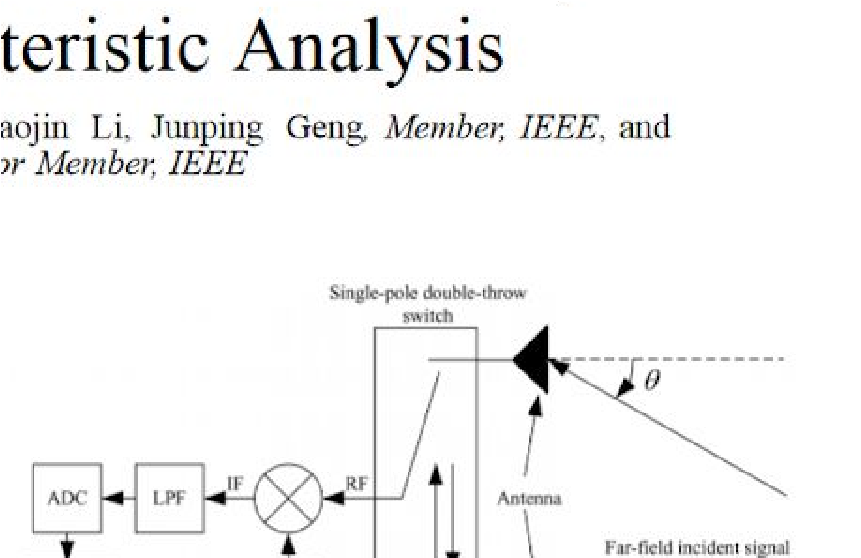 teristic Analysis
aojin Li, Junping Geng, Member, IEEE, and
or Member, IEEE
Single-pole double-throw
switch
θ
ADC
LPF
IF
RF
Antenna
Far-field incident signal